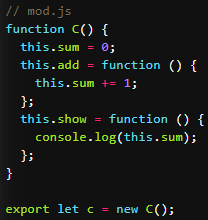 // mod.js
function C() {
  this.sum = 0;
  this.add = function () {
    this.sum += 1;
  };
  this.show = function () {
    console.log(this.sum);
  };
}

export let c = new C();